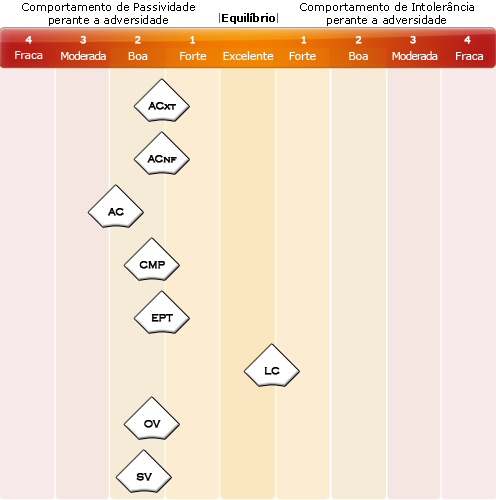 Comportamento de Passividade
perante a adversidade
|Equilíbrio|
Comportamento de Intolerância
perante a adversidade
4 3 2 1 1 2 3 4
Fraca Moderada Boa Forte Excelente Forte Boa Moderada Fraca
ACXT
ACNF
AC
CMP
EPT
LC
OV
SV